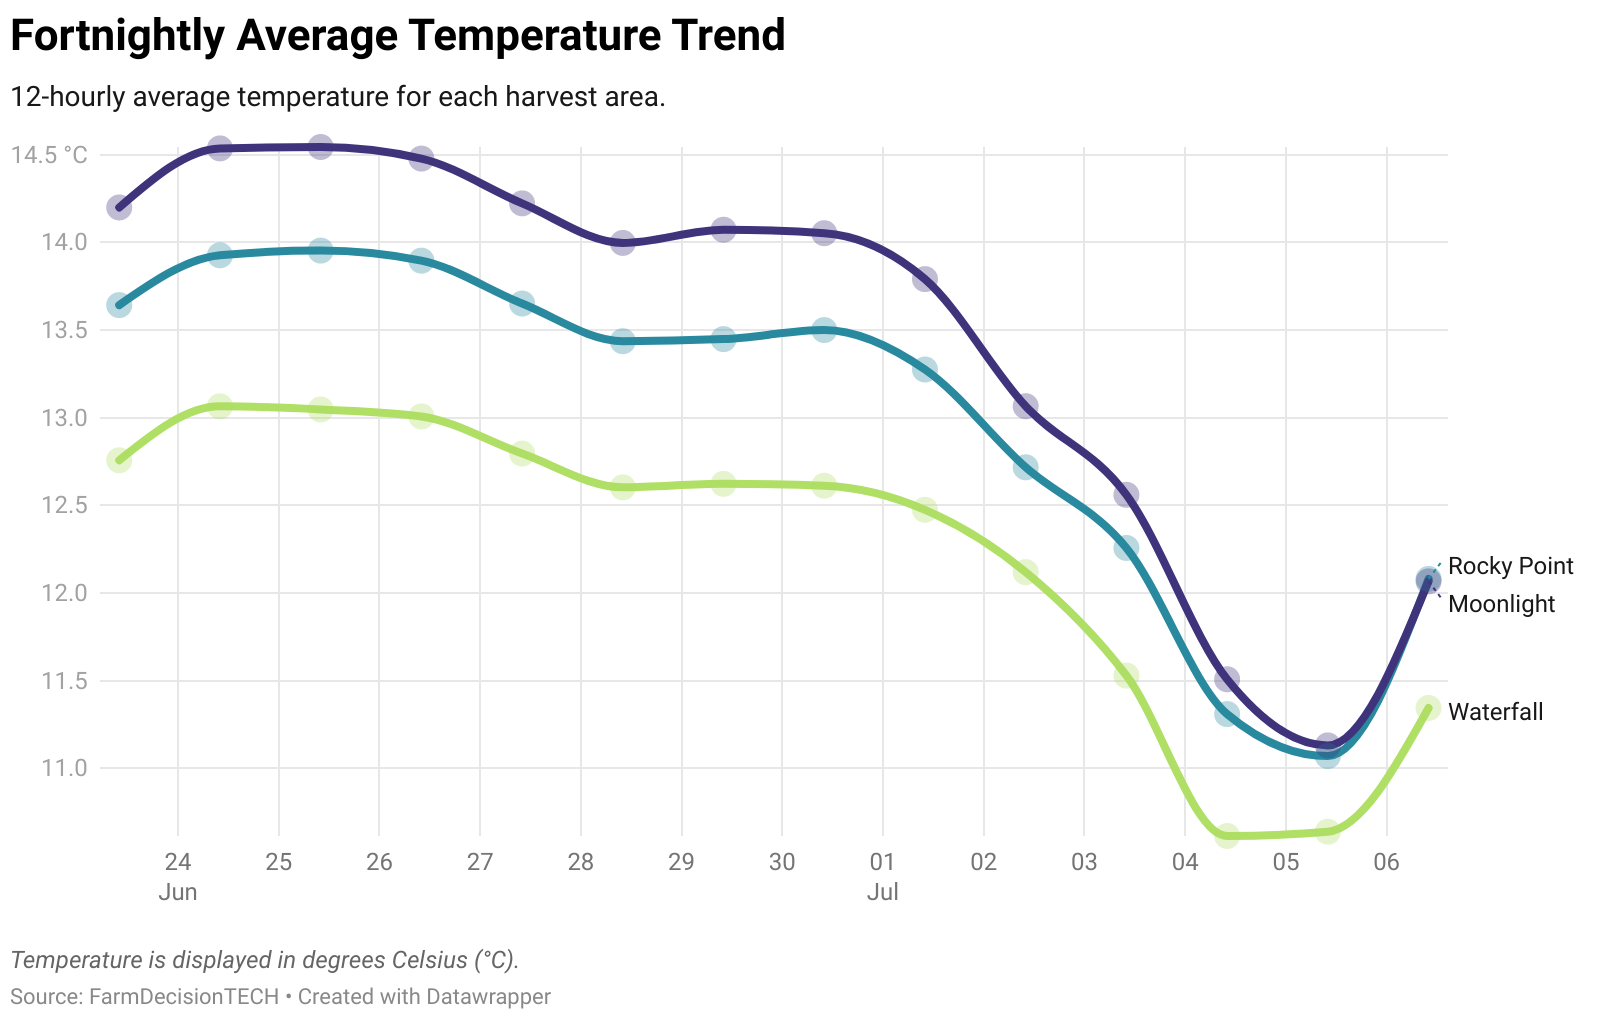 Fortnightly Average Temperature Trend
12-hourly average temperature for each harvest area.
14.5 °C
14.0
13.5
13.0
12.5
12.0
11.5
11.0
Rocky Point
Moonlight
Waterfall
24 25 26 27 28 29 30 01 02 03 04 05 06
Jun Jul
Temperature is displayed in degrees Celsius (°C).
Source: FarmDecisionTECH • Created with Datawrapper